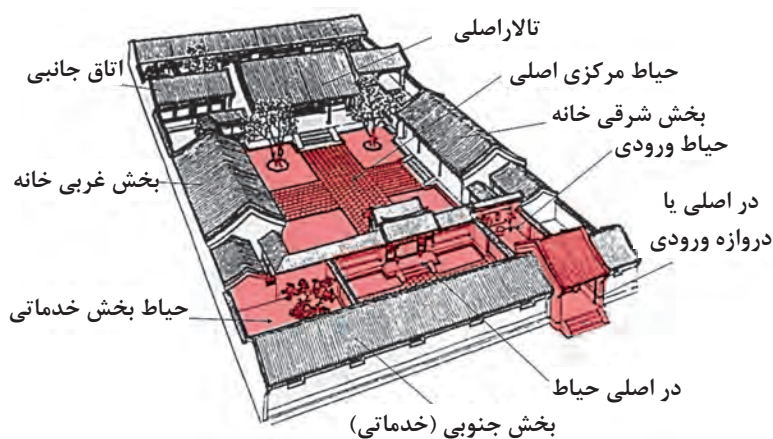 تالاراصلی
حیاط مرکزی اصلی
اتاق جانبی
بخش شرقی خانه
حیاط ورودی
بخش غربی خانه
در اصلی یا
دروازه ورودی
حیاط بخش خدماتی
در اصلی حیاط
بخش جنوبی (خدماتی)